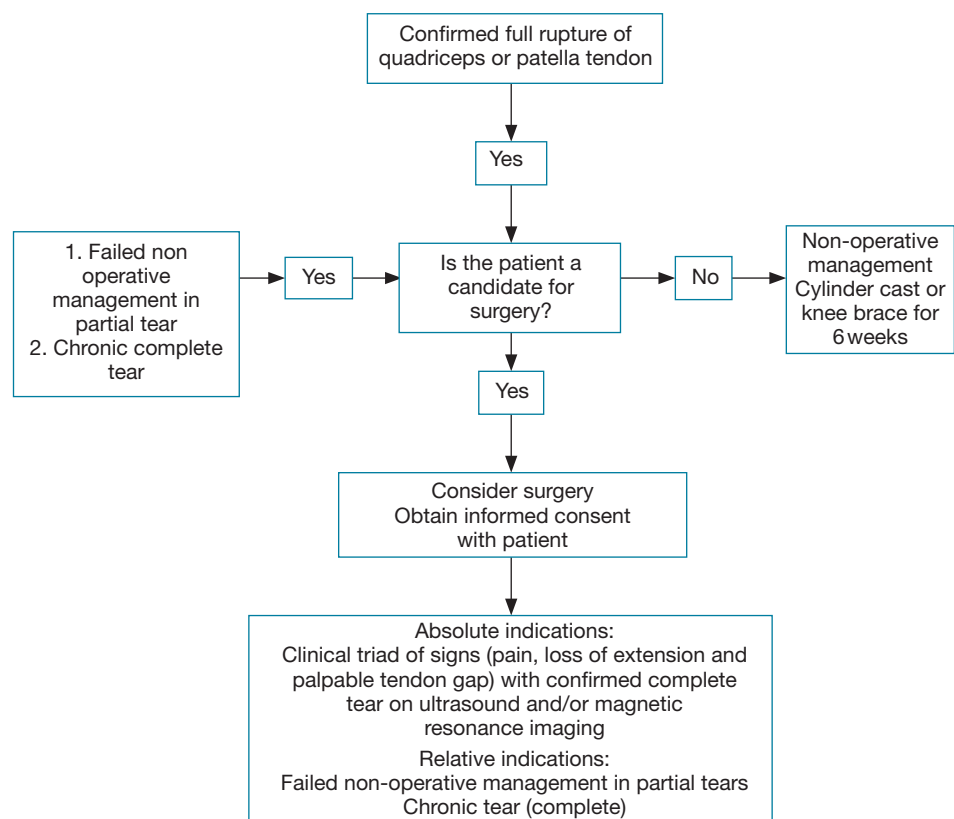 Confirmed full rupture of
quadriceps or patella tendon
Yes
1. Failed non
operative
management in
partial tear
2. Chronic complete
tear
Yes
Is the patient a
candidate for
surgery?
No
Non-operative
management
Cylinder cast or
knee brace for
6 weeks
Yes
Consider surgery
Obtain informed consent
with patient
Absolute indications:
Clinical triad of signs (pain, loss of extension and
palpable tendon gap) with confirmed complete
tear on ultrasound and/or magnetic
resonance imaging
Relative indications:
Failed non-operative management in partial tears
Chronic tear (complete)